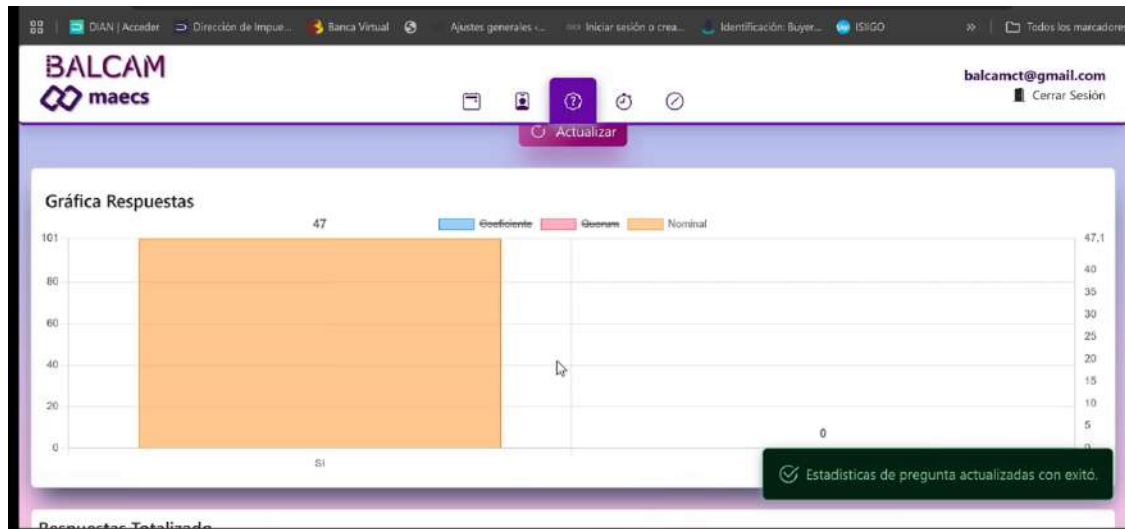 DIAN | Acceder Dirección de Impue... Banca Virtual Ajustes generales ‹... Iniciar sesión o crea... Identificación: Buyer... ISIIGO » Todos los marcadores
BALCAM
maecs
balcamct@gmail.com
Cerrar Sesión
Actualizar
Gráfica Respuestas
47 Coeficiente Quorum Nominal
101 47,1
80 40
35
60 30
25
40 20
15
20 10
5
0 0
0
Si
Estadisticas de pregunta actualizadas con exitó.
Respuestas Totalizado